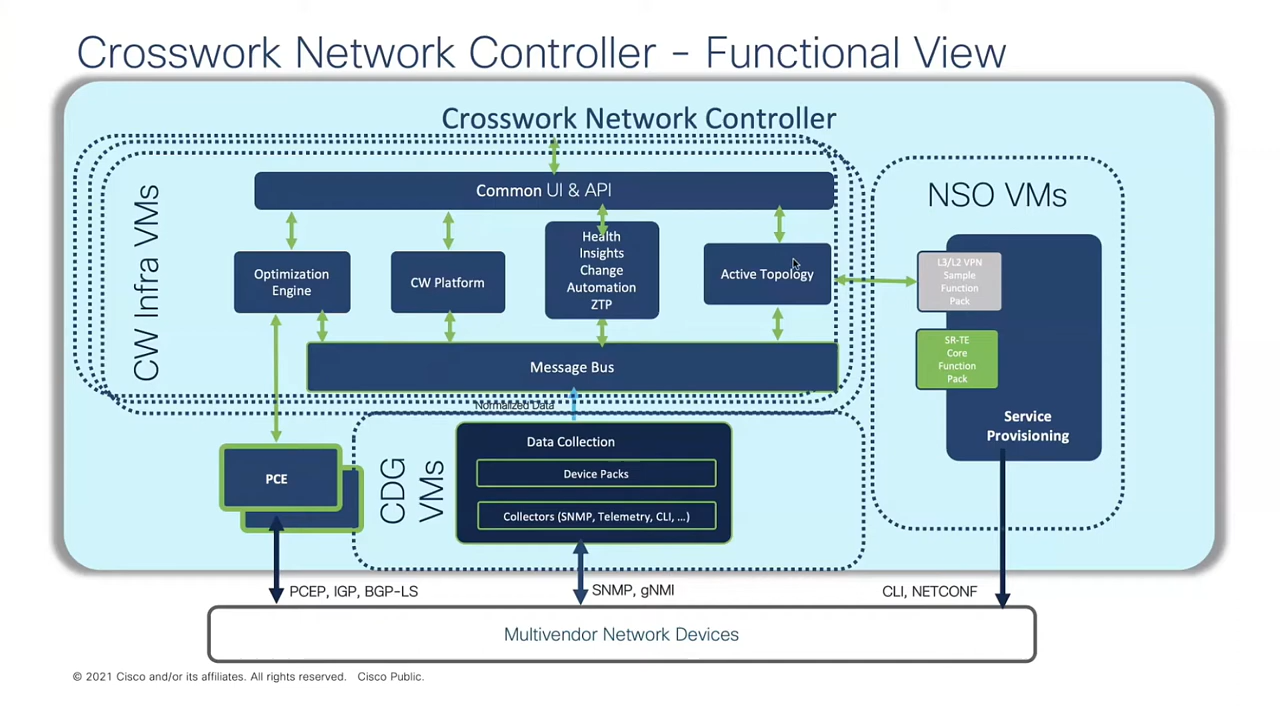 Crosswork Network Controller - Functional View
Crosswork Network Controller
CW Infra VMs
Common UI & API
Optimization
Engine
CW Platform
Health
Insights
Change
Automation
ZTP
Active Topology
Message Bus
Normalized Data
NSO VMs
L3/L2 VPN
Sample
Function
Pack
SR-TE
Core
Function
Pack
Service
Provisioning
PCE
CDG
VMs
Data Collection
Device Packs
Collectors (SNMP, Telemetry, CLI, ...)
PCEP, IGP, BGP-LS
SNMP, gNMI
CLI, NETCONF
Multivendor Network Devices
© 2021 Cisco and/or its affiliates. All rights reserved. Cisco Public.